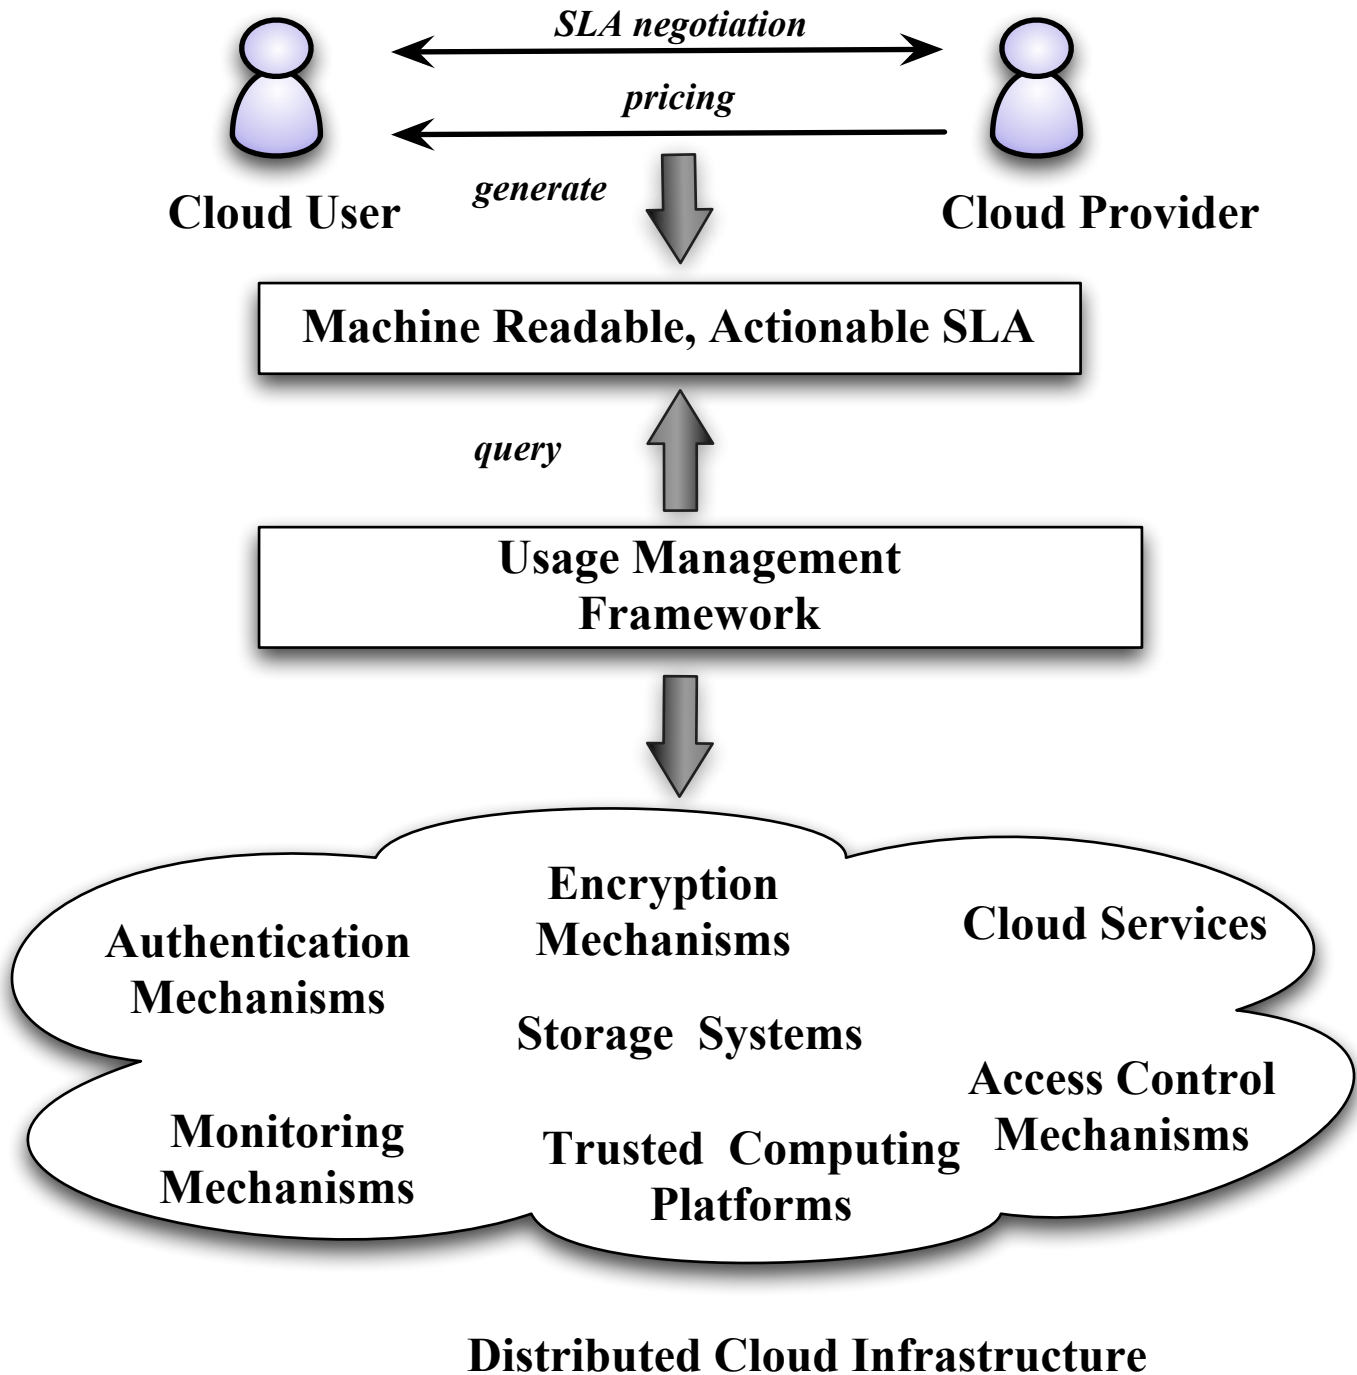 SLA negotiation
pricing
generate
Cloud User
Cloud Provider
Machine Readable, Actionable SLA
query
Usage Management
Framework
Encryption
Mechanisms
Cloud Services
Authentication
Mechanisms
Storage Systems
Access Control
Mechanisms
Monitoring
Mechanisms
Trusted Computing
Platforms
Distributed Cloud Infrastructure